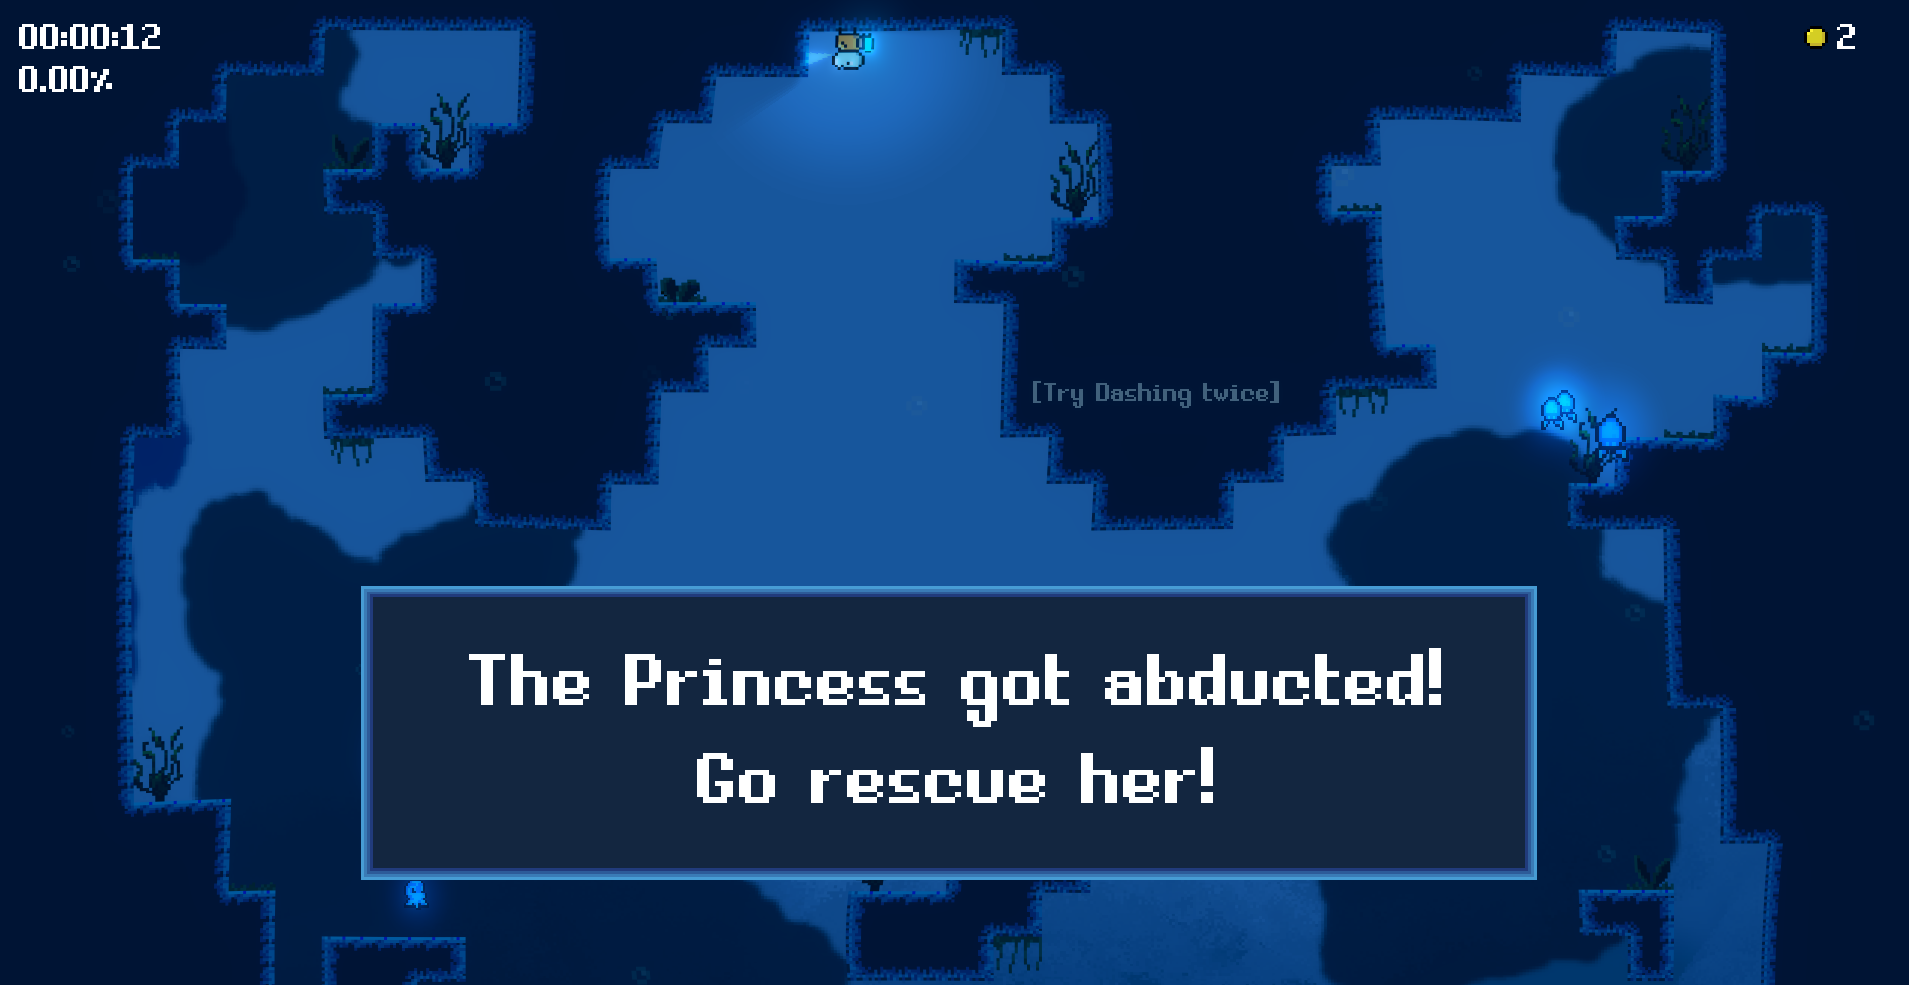 00:00:12
2
0.00%
[Try Dashing twice]
The Princess got abducted!
Go rescue her!